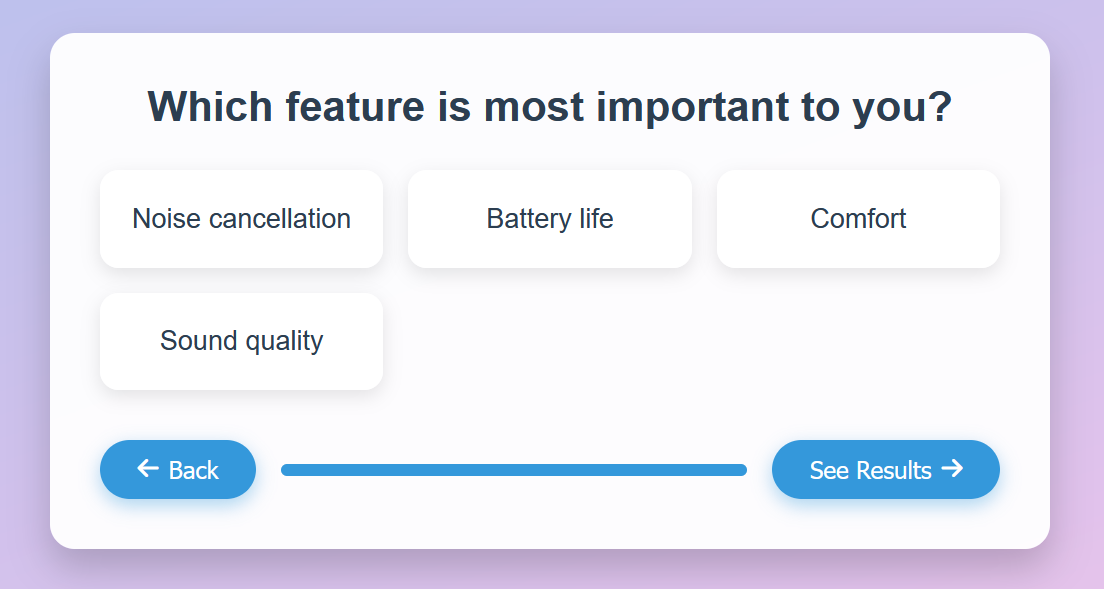 Which feature is most important to you?
Noise cancellation
Battery life
Comfort
Sound quality
← Back
See Results →